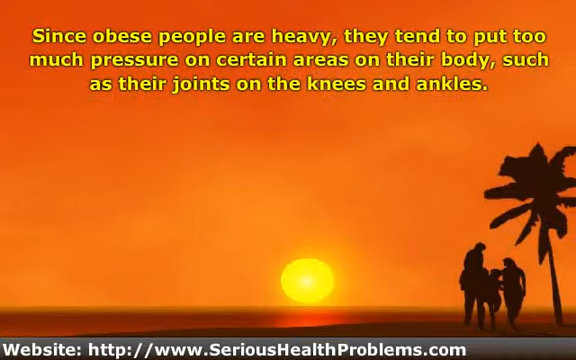 Since obese people are heavy, they tend to put too
much pressure on certain areas on their body, such
as their joints on the knees and ankles.
Website: http://www.SeriousHealthProblems.com